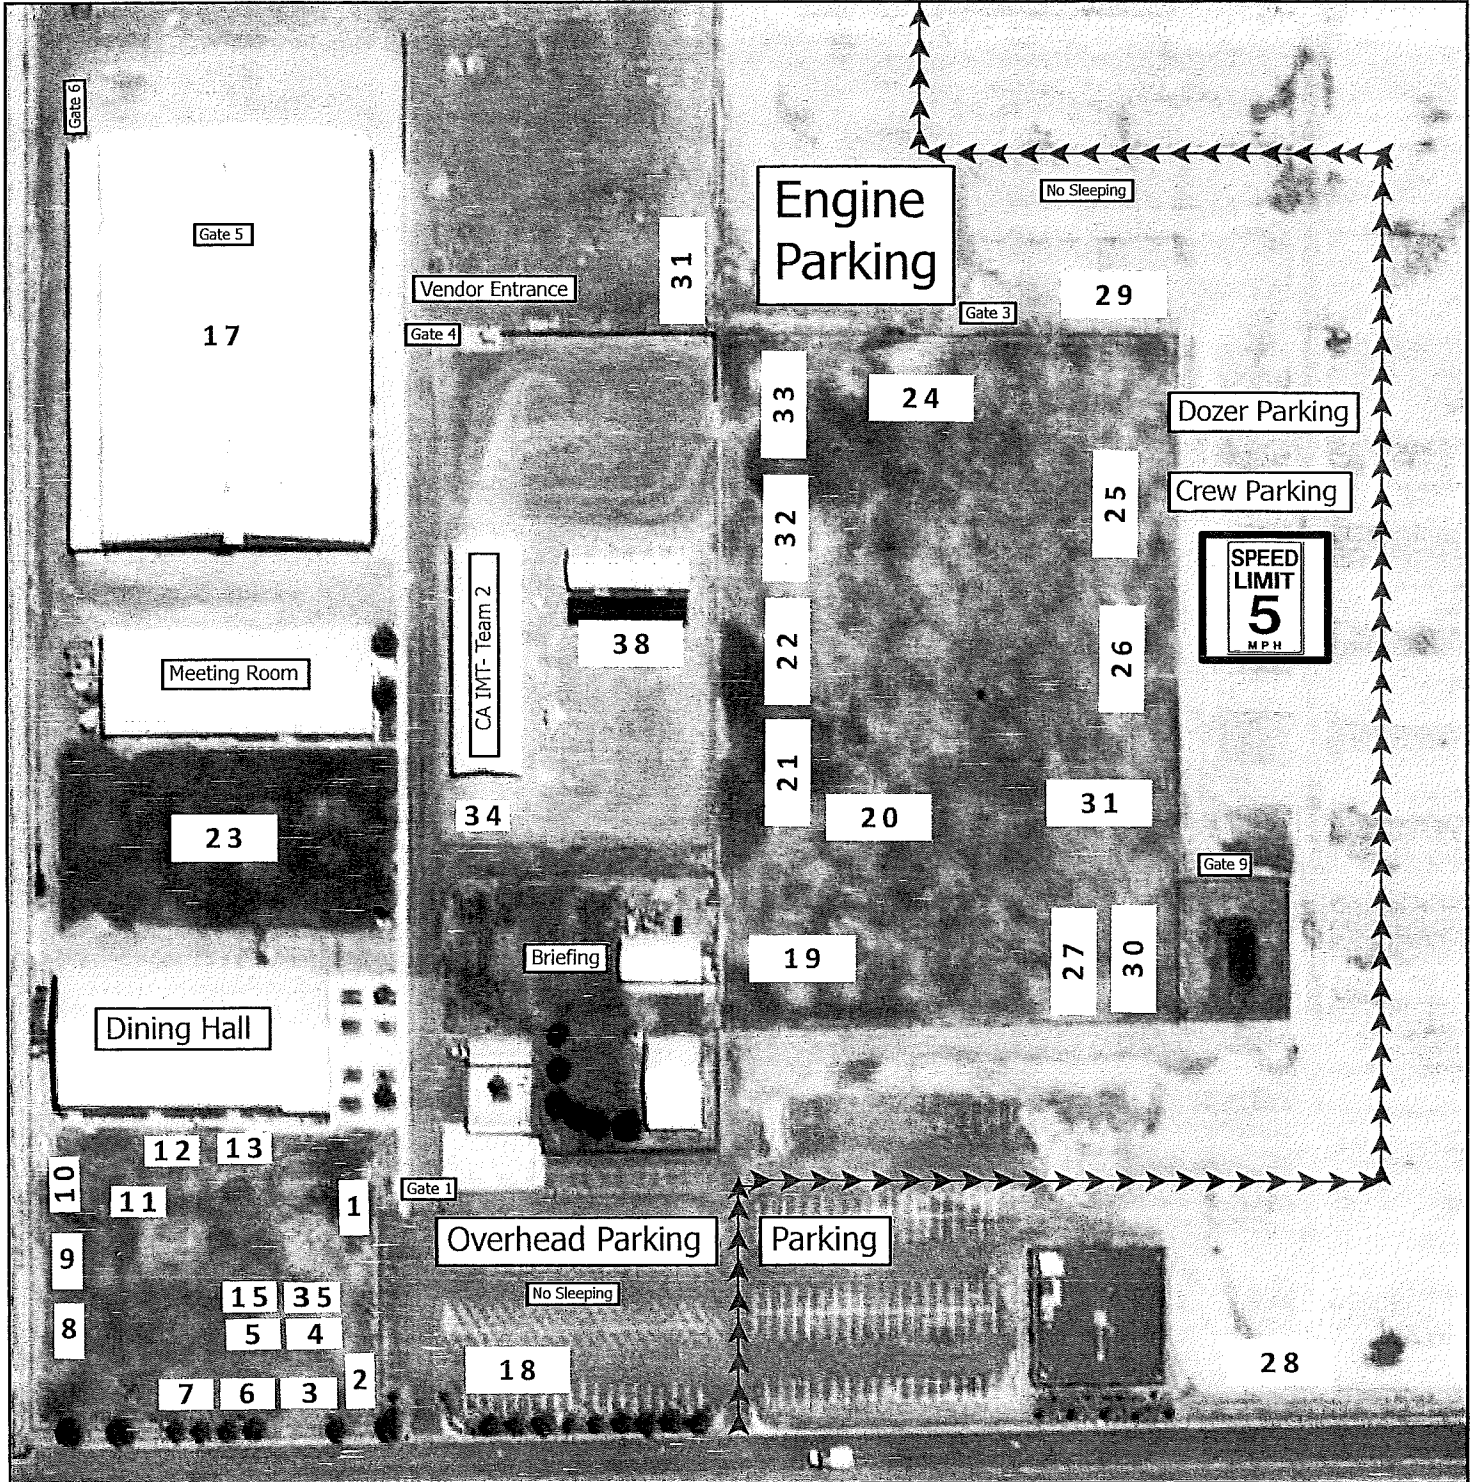 Gate 6
Gate 5
17
Vendor Entrance
Gate 4
31
Engine
Parking
No Sleeping
29
Gate 3
33
24
Dozer Parking
32
25
Crew Parking
SPEED
LIMIT
5
MPH
CA IMT- Team 2
38
Meeting Room
22
26
21
34
20
31
23
Gate 9
Briefing
19
27
30
Dining Hall
12
13
10
11
1
Gate 1
9
Overhead Parking
Parking
15
35
No Sleeping
8
5
4
18
28
7
6
3
2